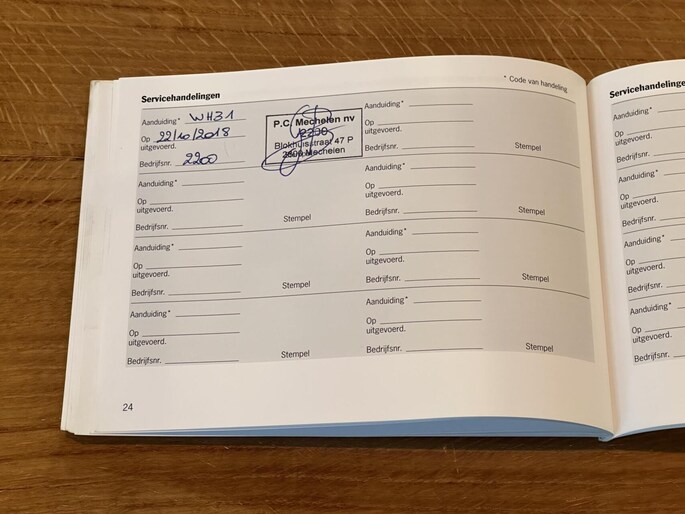 * Code van handeling
Servicehandelingen
Aanduiding* WH31
Op 22/10/2018
uitgevoerd.
Bedrijfsnr. 2200
P.C. Mechelen nv
2200
Blokhuisstraat 47 P
2800 Mechelen
Aanduiding*
Op
uitgevoerd.
Bedrijfsnr.
Stempel
Aanduiding*
Op
uitgevoerd.
Bedrijfsnr.
Stempel
Aanduiding*
Op
uitgevoerd.
Bedrijfsnr.
Stempel
Aanduiding*
Op
uitgevoerd.
Bedrijfsnr.
Stempel
Aanduiding*
Op
uitgevoerd.
Bedrijfsnr.
Stempel
Aanduiding*
Op
uitgevoerd.
Bedrijfsnr.
Stempel
Aanduiding*
Op
uitgevoerd.
Bedrijfsnr.
Stempel
24
Servicehandelingen
Aanduiding*
Op
uitgevoerd.
Bedrijfsnr.
Aanduiding*
Op
uitgevoerd.
Bedrijfsnr.
Aanduiding*
Op
uitgevoerd.
Bedrijfsnr.
Aanduiding*
Op
uitgevoerd.
Bedrijfsnr.